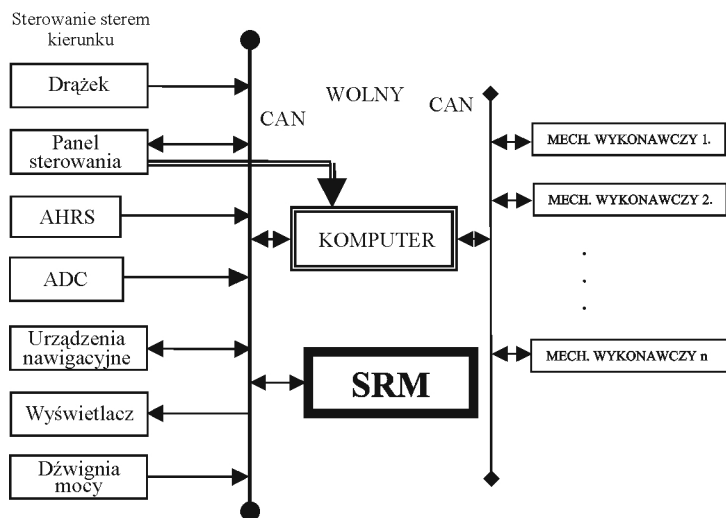 Sterowanie sterem
kierunku
Drążek
Panel
sterowania
AHRS
ADC
Urządzenia
nawigacyjne
Wyświetlacz
Dźwignia
mocy
CAN
WOLNY
CAN
KOMPUTER
SRM
MECH. WYKONAWCZY 1.
MECH. WYKONAWCZY 2.
MECH. WYKONAWCZY n